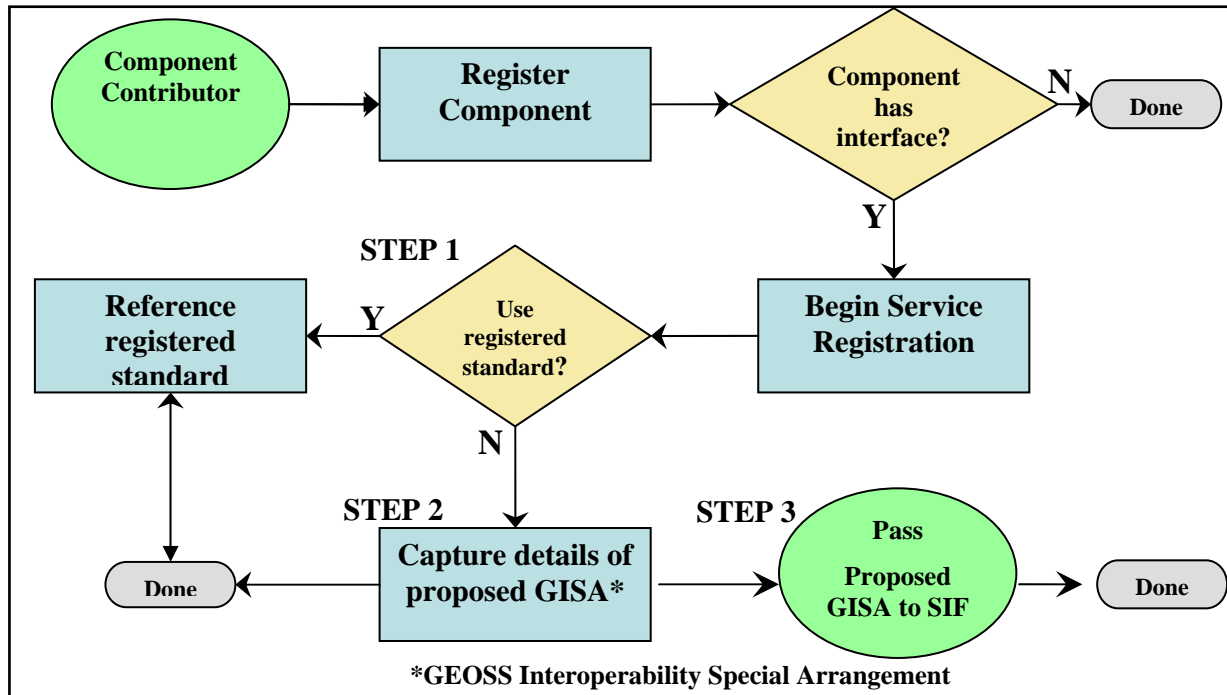 Component
Contributor
Register
Component
Component
has
interface?
N
Done
Y
STEP 1
Reference
registered
standard
Y
Use
registered
standard?
Begin Service
Registration
N
STEP 2
STEP 3
Capture details of
proposed GISA*
Pass
Proposed
GISA to SIF
Done
Done
*GEOSS Interoperability Special Arrangement